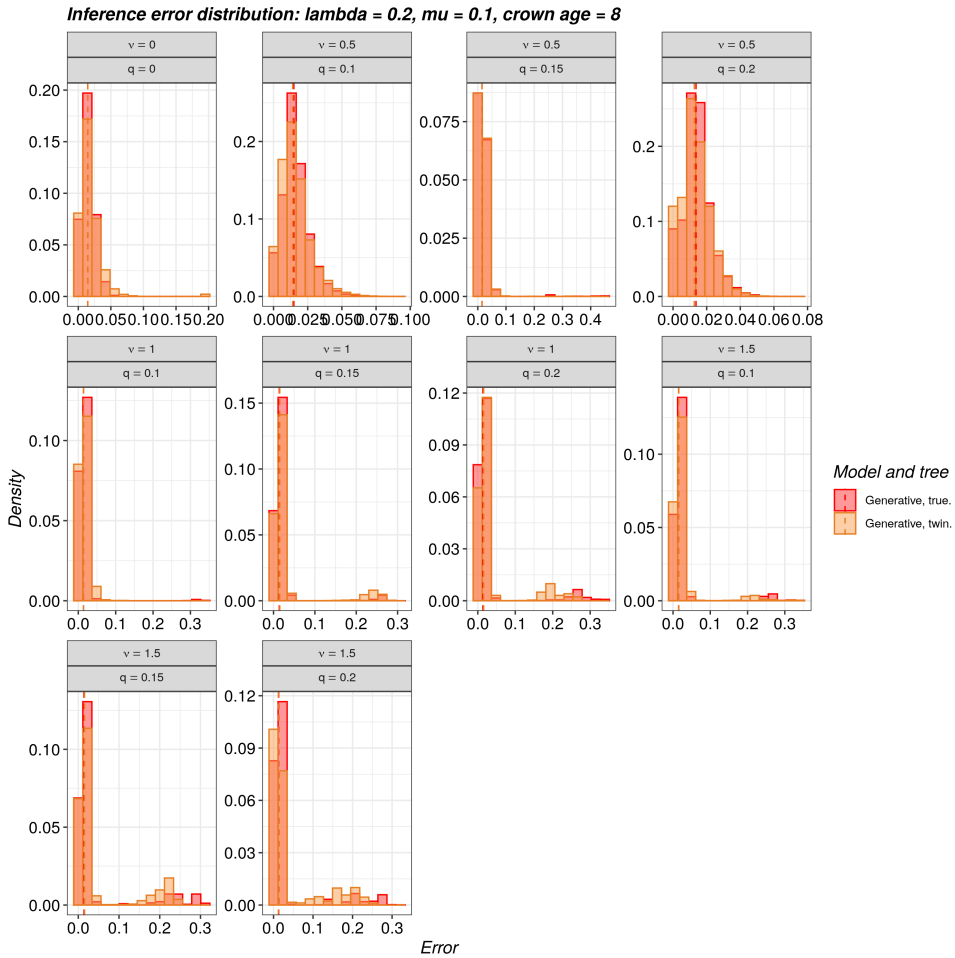 Inference error distribution: lambda = 0.2, mu = 0.1, crown age = 8
ν = 0
q = 0
ν = 0.5
q = 0.1
ν = 0.5
q = 0.15
ν = 0.5
q = 0.2
0.20
0.15
0.10
0.05
0.00
0.000.050.100.150.20
0.2
0.1
0.0
0.000 0.025 0.050 0.075 0.100
0.075
0.050
0.025
0.000
0.0 0.1 0.2 0.3 0.4
0.2
0.1
0.0
0.00 0.02 0.04 0.06 0.08
ν = 1
q = 0.1
ν = 1
q = 0.15
ν = 1
q = 0.2
ν = 1.5
q = 0.1
0.10
0.05
0.00
0.0 0.1 0.2 0.3
0.15
0.10
0.05
0.00
0.0 0.1 0.2 0.3
0.12
0.09
0.06
0.03
0.00
0.0 0.1 0.2 0.3
0.10
0.05
0.00
0.0 0.1 0.2 0.3
Density
Model and tree
Generative, true.
Generative, twin.
ν = 1.5
q = 0.15
ν = 1.5
q = 0.2
0.10
0.05
0.00
0.0 0.1 0.2 0.3
0.12
0.09
0.06
0.03
0.00
0.0 0.1 0.2 0.3
Error